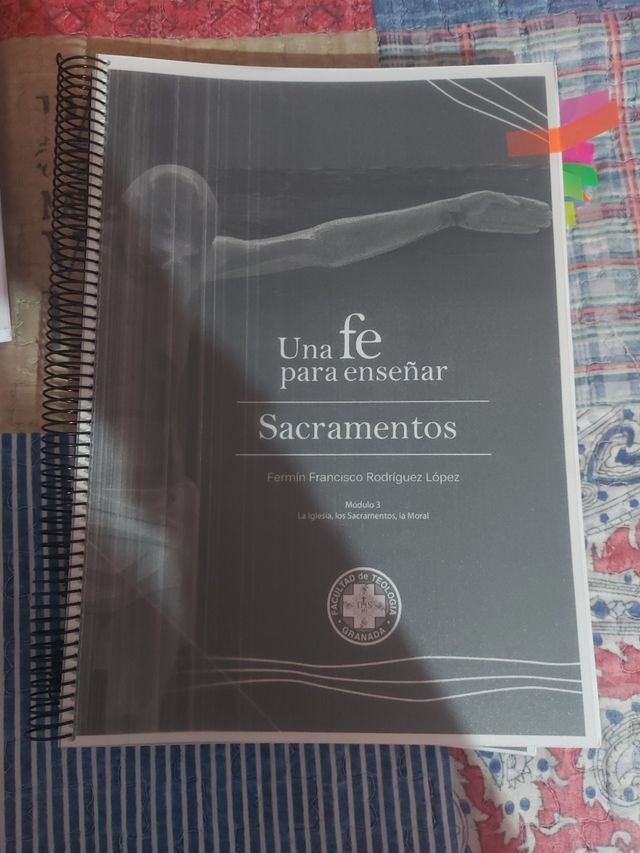 Una fe
para enseñar
Sacramentos
Fermín Francisco Rodríguez López
Módulo 3
La Iglesia, los Sacramentos, la Moral
FACULTAD de TEOLOGIA
GRANADA